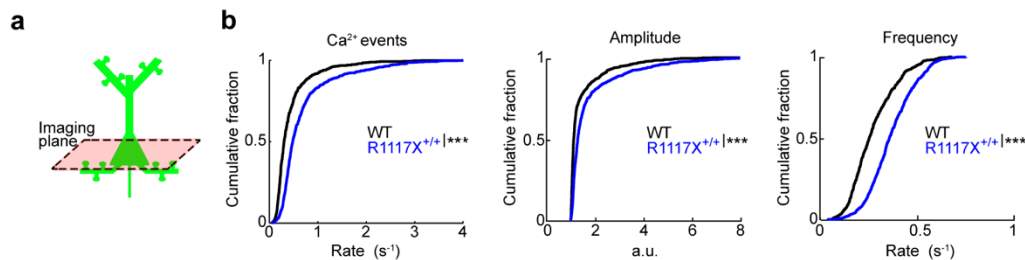 a
Imaging
plane
b
Ca²⁺ events
Cumulative fraction
1
0.5
0
0
1
2
3
4
Rate (s⁻¹)
WT
R1117X⁺/⁺
|***
Amplitude
Cumulative fraction
1
0.5
0
0
2
4
6
8
a.u.
WT
R1117X⁺/⁺
|***
Frequency
Cumulative fraction
1
0.5
0
0
0.5
1
Rate (s⁻¹)
WT
R1117X⁺/⁺
|***